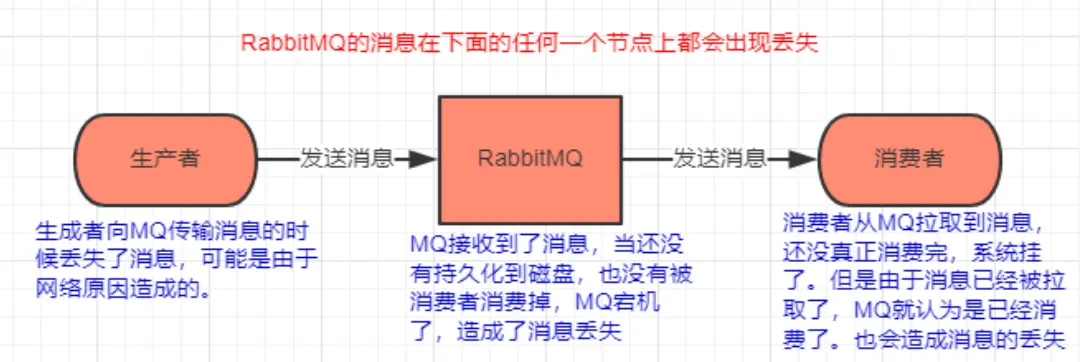 RabbitMQ的消息在下面的任何一个节点上都会出现丢失
生产者
发送消息
RabbitMQ
发送消息
消费者
生成者向MQ传输消息的时
候丢失了消息，可能是由于
网络原因造成的。
MQ接收到了消息，当还没
有持久化到磁盘，也没有被
消费者消费掉，MQ宕机
了，造成了消息丢失
消费者从MQ拉取到消息，
还没真正消费完，系统挂
了。但是由于消息已经被拉
取了，MQ就认为是已经消
费了。也会造成消息的丢失